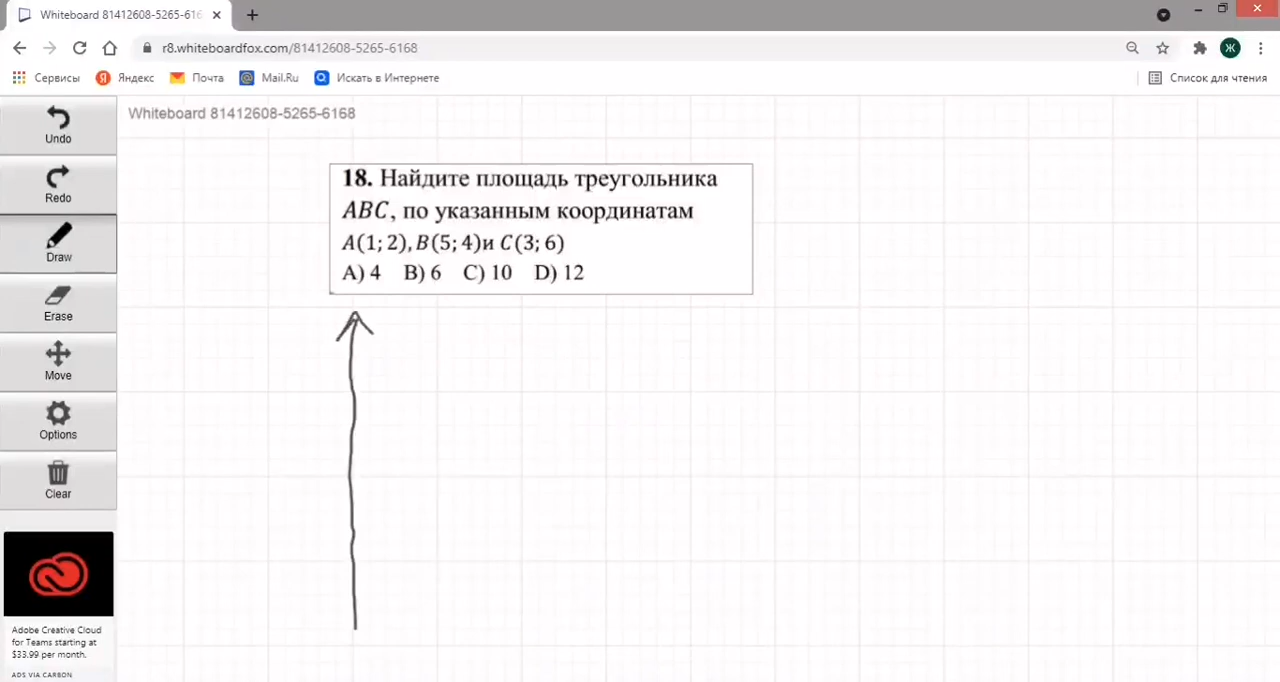 Whiteboard 81412608-5265-616
r8.whiteboardfox.com/81412608-5265-6168
Сервисы Яндекс Почта Mail.Ru Искать в Интернете Список для чтения
Ж
Whiteboard 81412608-5265-6168
Undo
Redo
Draw
Erase
Move
Options
Clear
18. Найдите площадь треугольника
ABC, по указанным координатам
A(1; 2), B(5; 4)и C(3; 6)
A) 4 B) 6 C) 10 D) 12
Adobe Creative Cloud
for Teams starting at
$33.99 per month.
ADS VIA CARBON